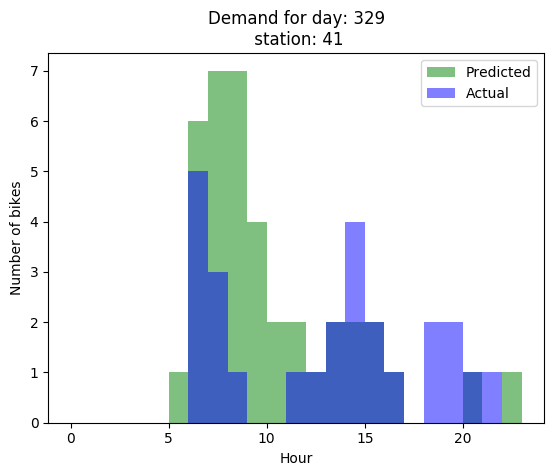 Demand for day: 329
station: 41
Predicted
Actual
Number of bikes
7
6
5
4
3
2
1
0
0 5 10 15 20
Hour